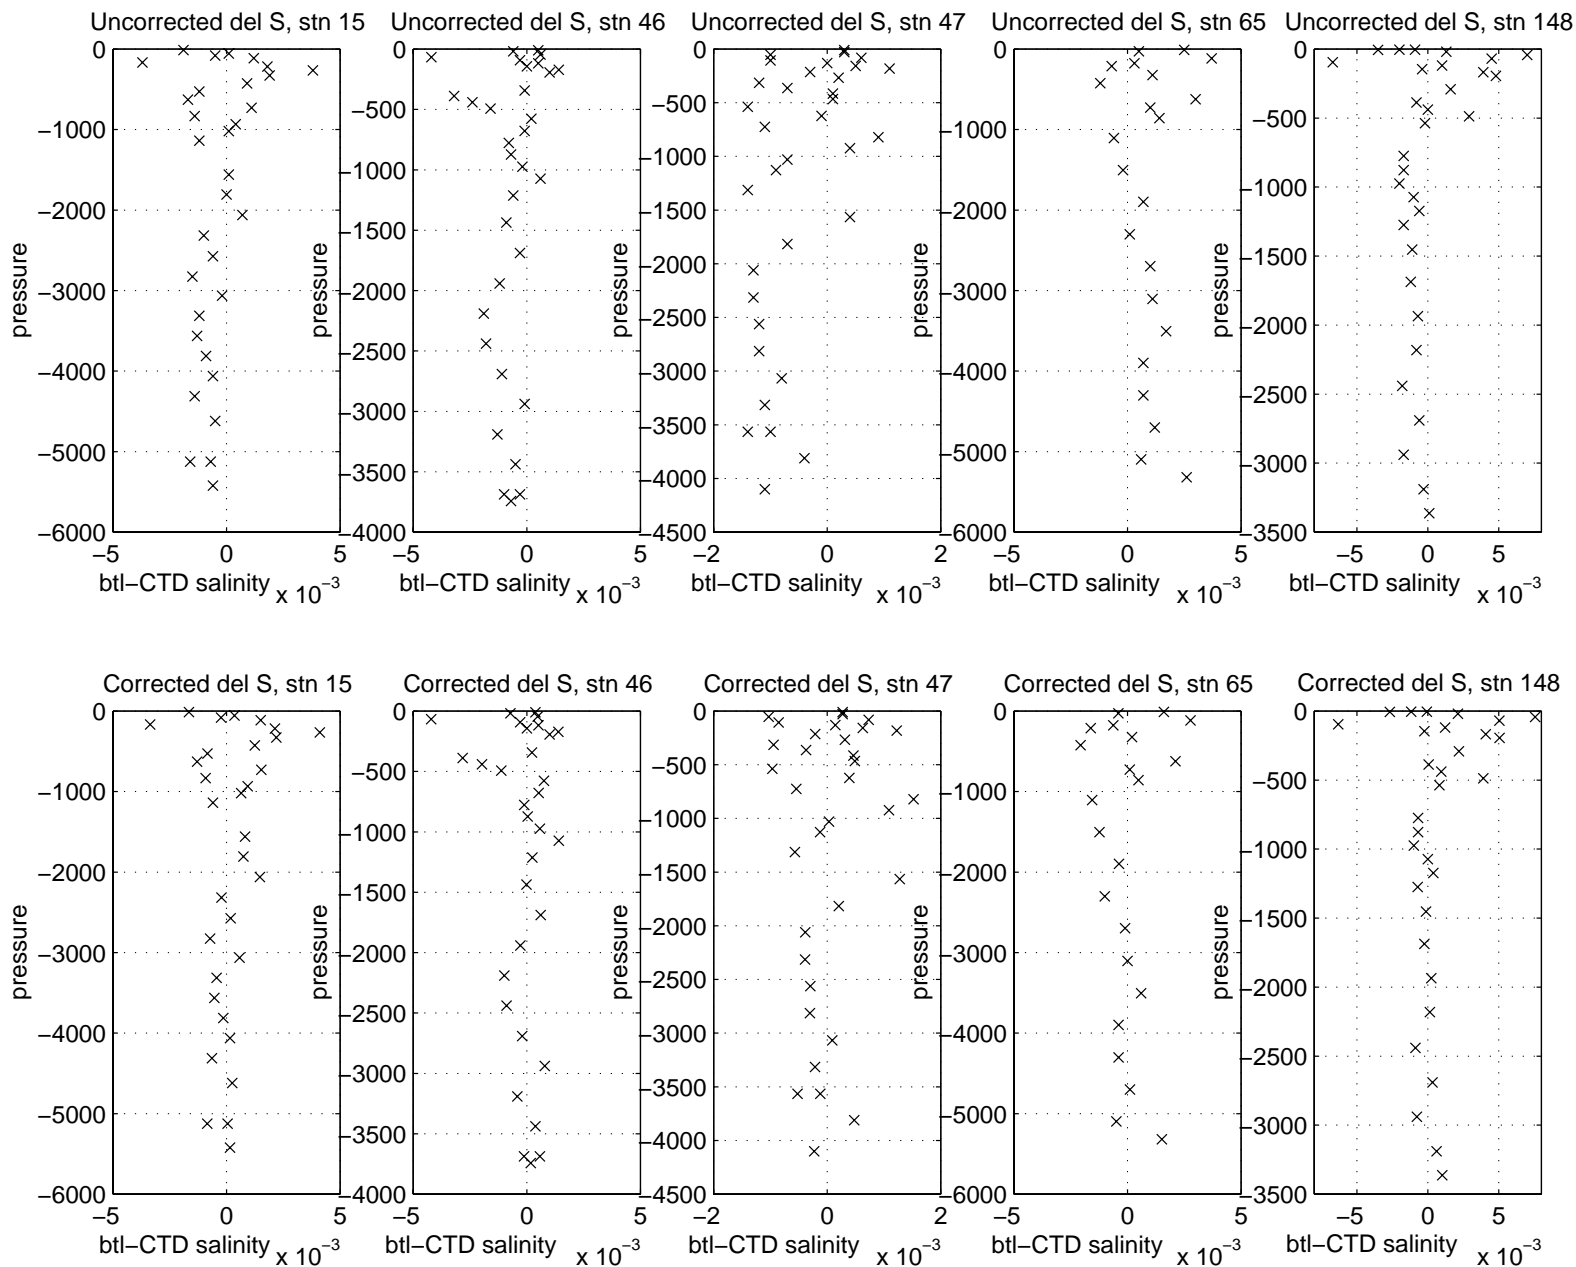 Uncorrected del S, stn 15
0
−1000
−2000
−3000
−4000
−5000
−6000
−5 0 5
btl−CTD salinity x 10−3
pressure
Uncorrected del S, stn 46
0
−500
−1000
−1500
−2000
−2500
−3000
−3500
−4000
−5 0 5
btl−CTD salinity x 10−3
pressure
Uncorrected del S, stn 47
0
−500
−1000
−1500
−2000
−2500
−3000
−3500
−4000
−4500
−2 0 2
btl−CTD salinity x 10−3
pressure
Uncorrected del S, stn 65
0
−1000
−2000
−3000
−4000
−5000
−6000
−5 0 5
btl−CTD salinity x 10−3
pressure
Uncorrected del S, stn 148
0
−500
−1000
−1500
−2000
−2500
−3000
−3500
−5 0 5
btl−CTD salinity x 10−3
Corrected del S, stn 15
0
−1000
−2000
−3000
−4000
−5000
−6000
−5 0 5
btl−CTD salinity x 10−3
pressure
Corrected del S, stn 46
0
−500
−1000
−1500
−2000
−2500
−3000
−3500
−4000
−5 0 5
btl−CTD salinity x 10−3
pressure
Corrected del S, stn 47
0
−500
−1000
−1500
−2000
−2500
−3000
−3500
−4000
−4500
−2 0 2
btl−CTD salinity x 10−3
pressure
Corrected del S, stn 65
0
−1000
−2000
−3000
−4000
−5000
−6000
−5 0 5
btl−CTD salinity x 10−3
pressure
Corrected del S, stn 148
0
−500
−1000
−1500
−2000
−2500
−3000
−3500
−5 0 5
btl−CTD salinity x 10−3